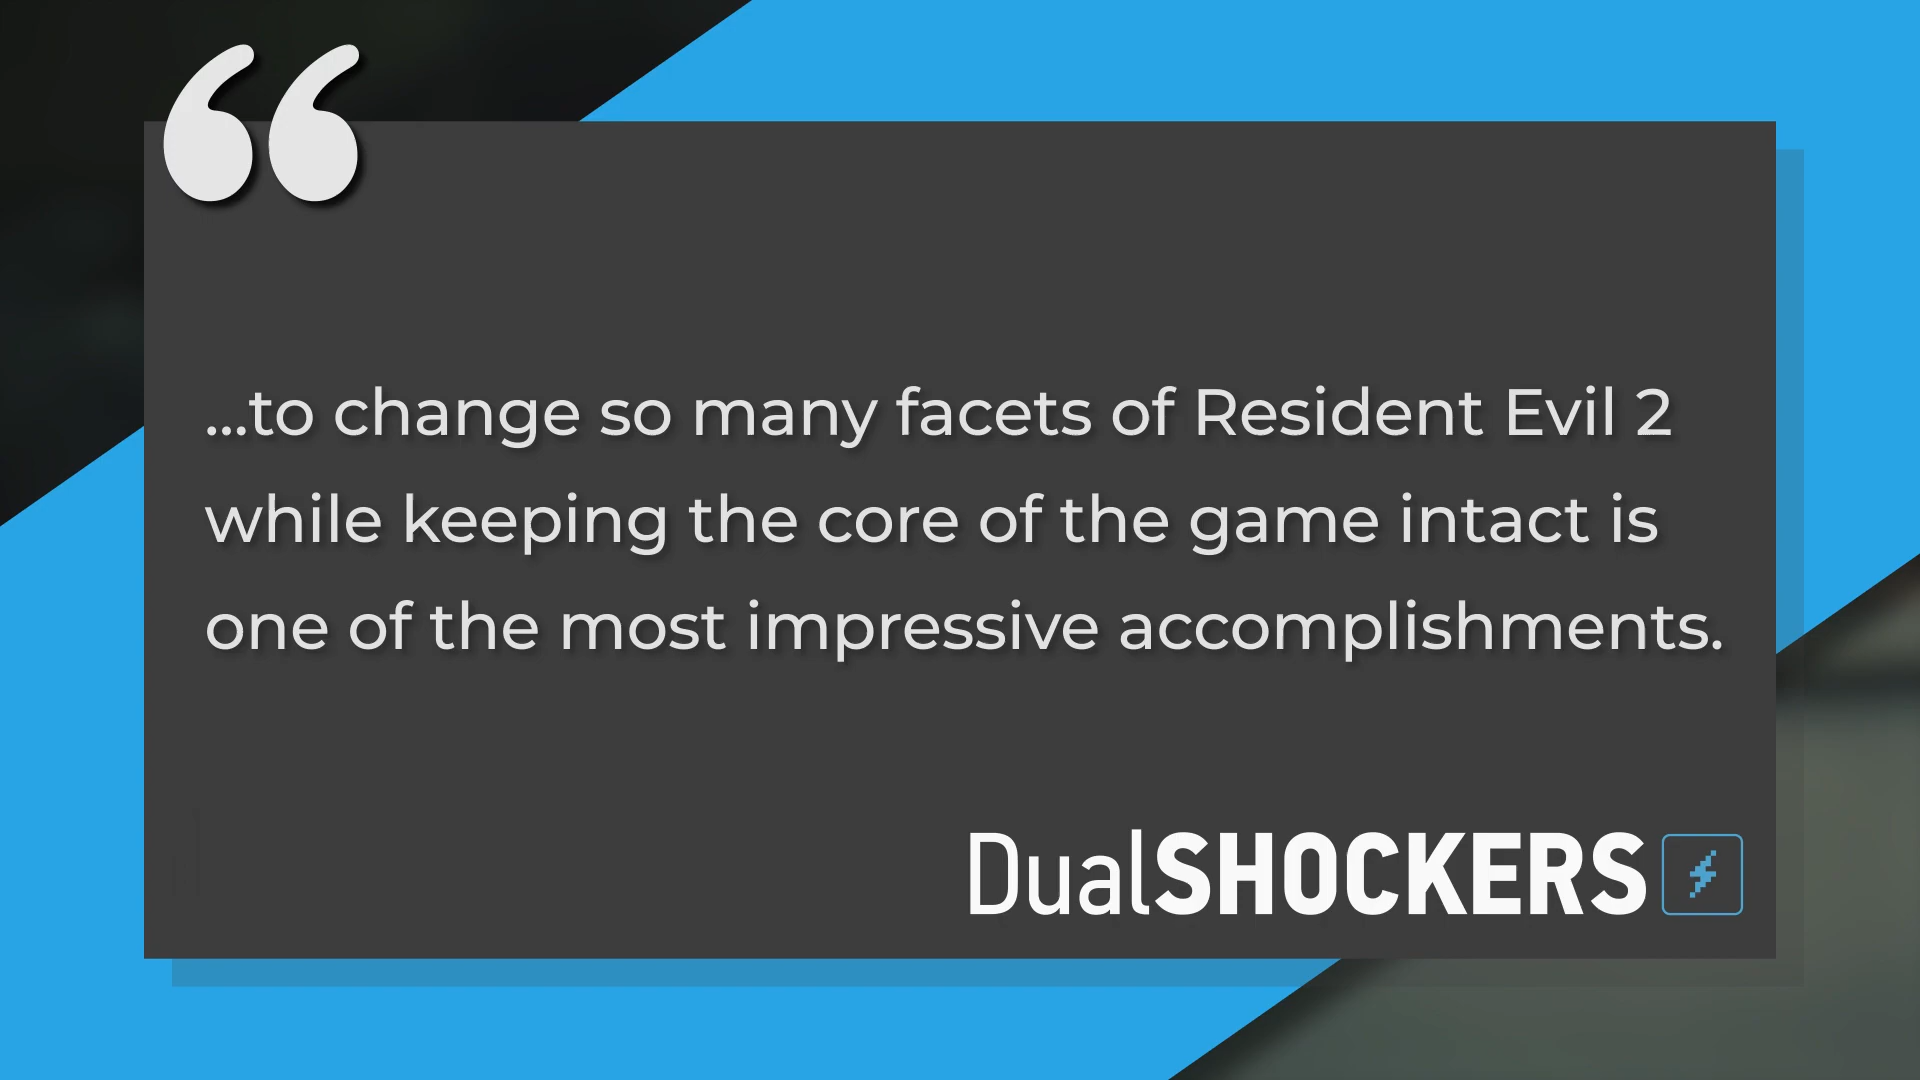 “
...to change so many facets of Resident Evil 2
while keeping the core of the game intact is
one of the most impressive accomplishments.
DualSHOCKERS